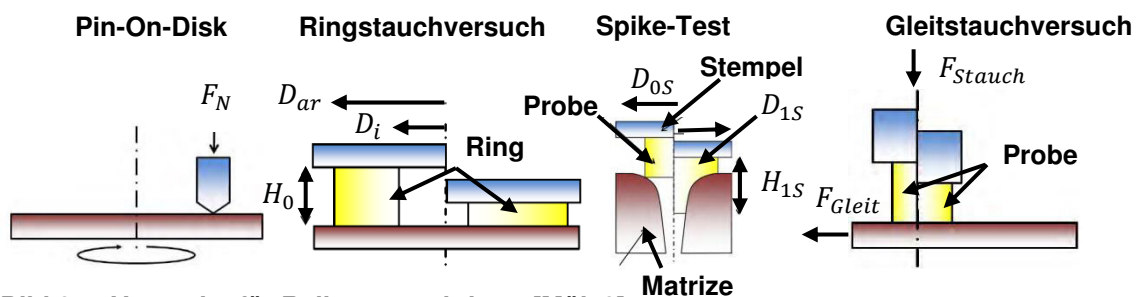 Pin-On-Disk
Ringstauchversuch
Spike-Test
Gleitstauchversuch
F_N
D_ar
D_i
Ring
H_0
D_0S
Stempel
Probe
D_1S
H_1S
Matrize
F_Stauch
Probe
F_Gleit